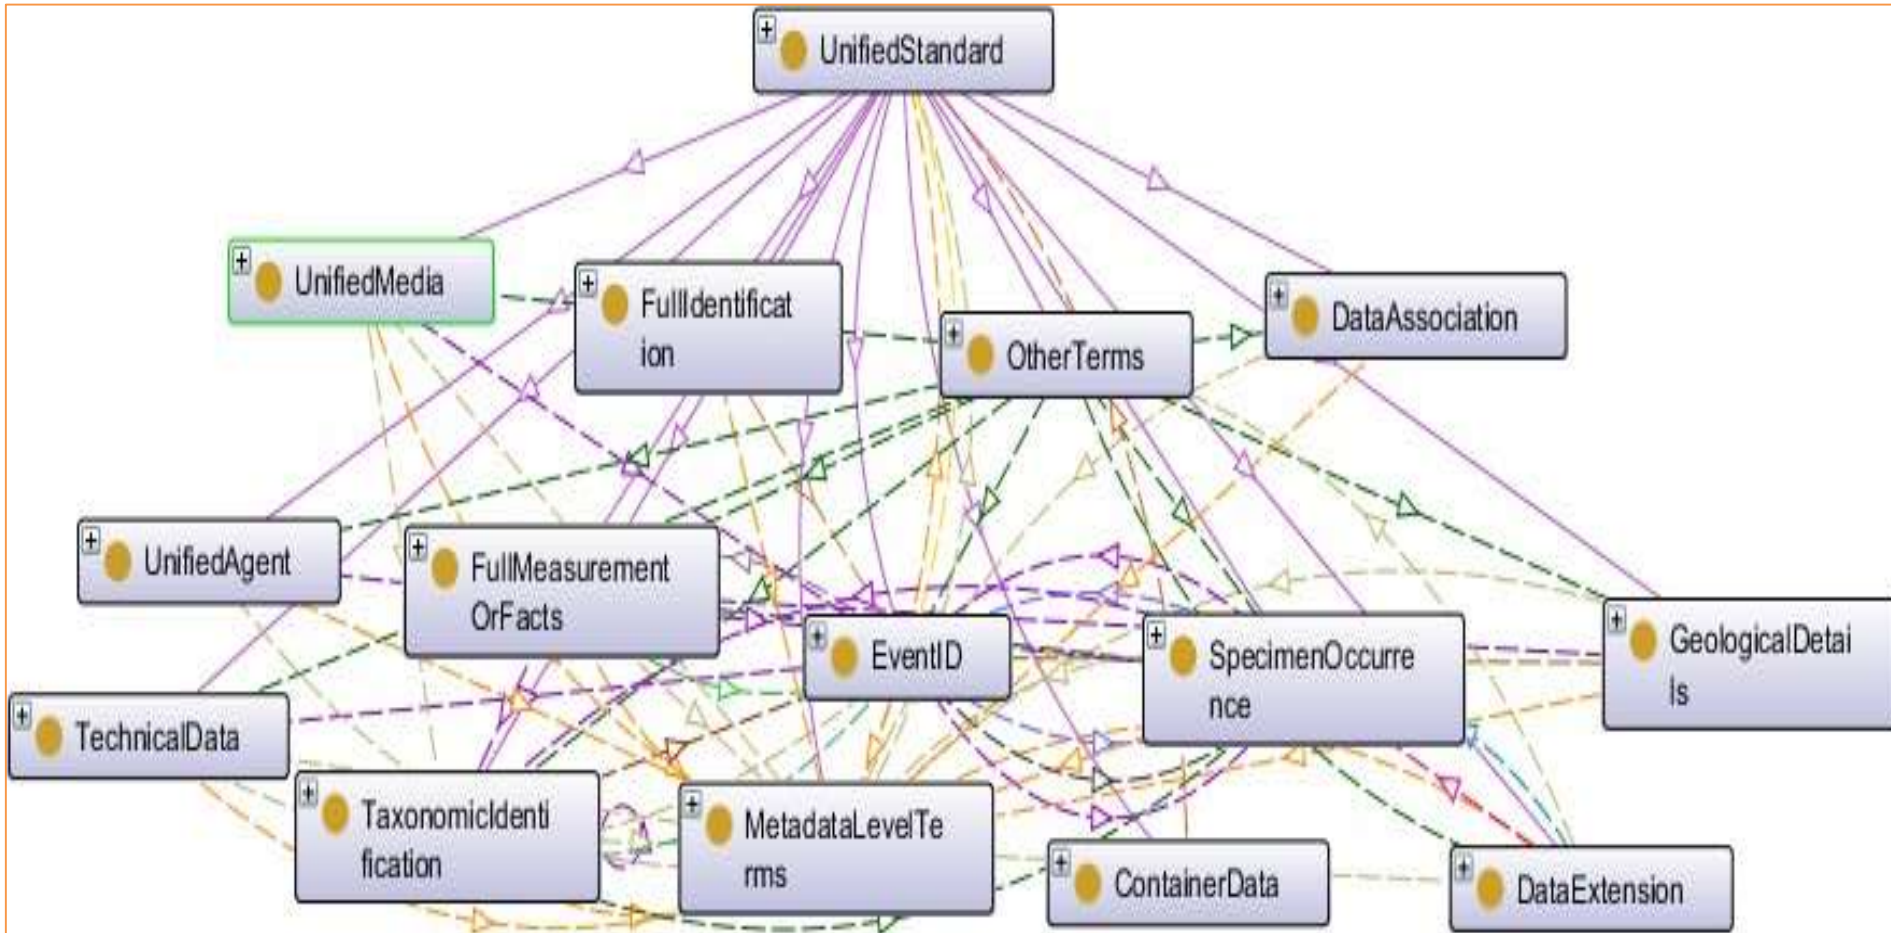 UnifiedStandard
UnifiedMedia
FullIdentificat
ion
OtherTerms
DataAssociation
UnifiedAgent
FullMeasurement
OrFacts
EventID
SpecimenOccurre
nce
GeologicalDetai
ls
TechnicalData
TaxonomicIdenti
fication
MetadataLevelTe
rms
ContainerData
DataExtension